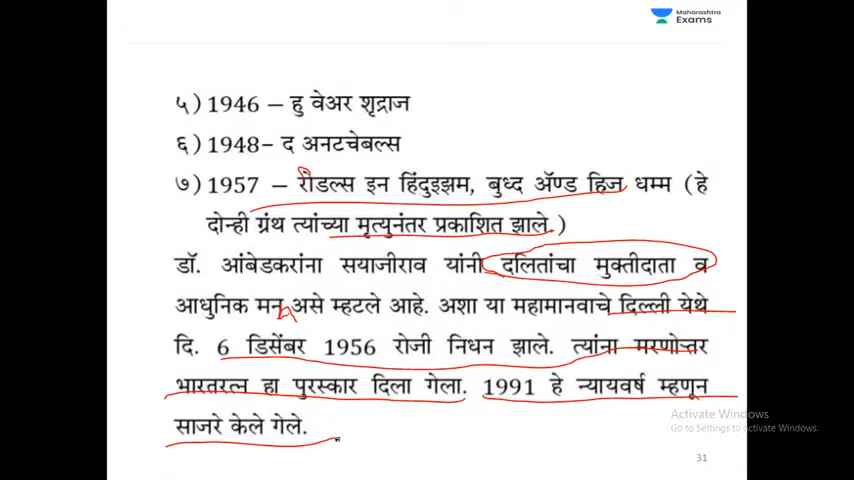 Maharashtra
Exams
५) 1946 – हु वेअर शृद्राज
६) 1948- द अनटचेबल्स
७) 1957 – रोडल्स इन हिंदुइझम, बुध्द अॅण्ड हिज धम्म (हे
दोन्ही ग्रंथ त्यांच्या मृत्युनंतर प्रकाशित झाले.)
डॉ. आंबेडकरांना सयाजीराव यांनी दलितांचा मुक्तीदाता व
आधुनिक मन असे म्हटले आहे. अशा या महामानवाचे दिल्ली येथे
दि. 6 डिसेंबर 1956 रोजी निधन झाले. त्यांना मरणोत्तर
भारतरत्न हा पुरस्कार दिला गेला. 1991 हे न्यायवर्ष म्हणून
साजरे केले गेले.
Activate Windows
Go to Settings to activate Windows.
31